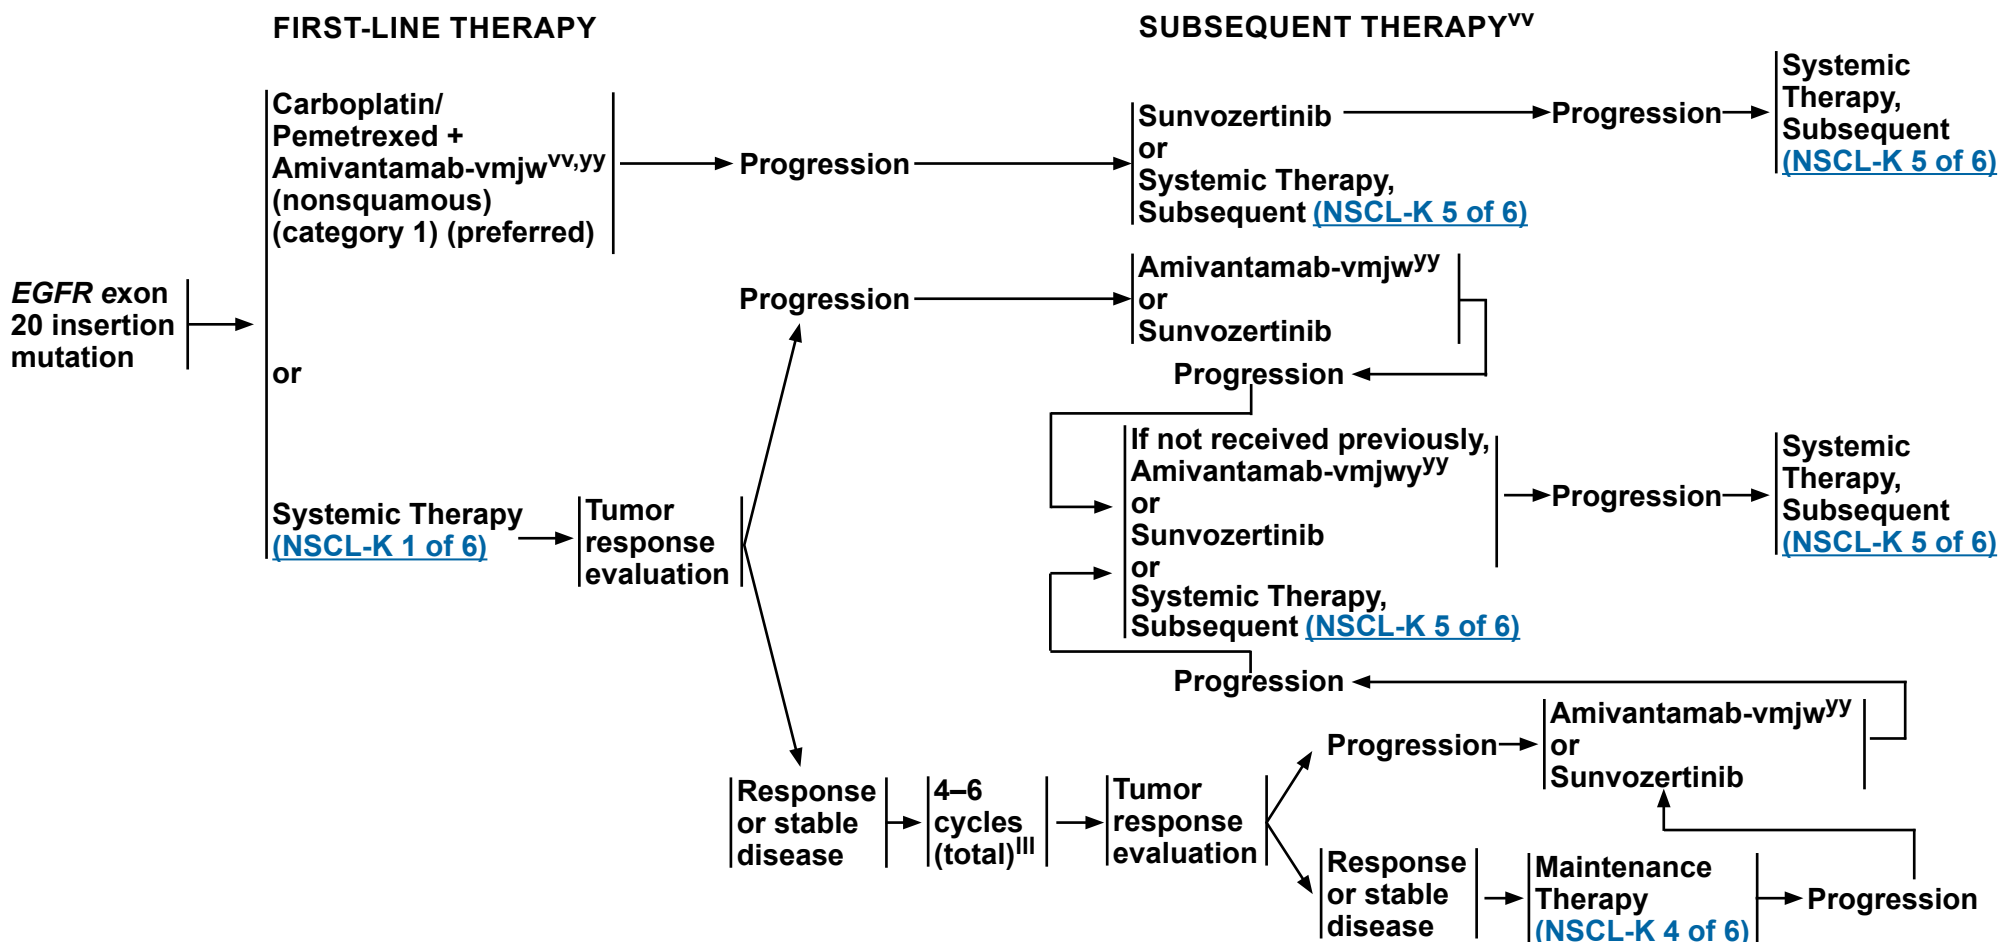 FIRST-LINE THERAPY
SUBSEQUENT THERAPYvv
EGFR exon
20 insertion
mutation
Carboplatin/
Pemetrexed +
Amivantamab-vmjwvv,yy
(nonsquamous)
(category 1) (preferred)
or
Systemic Therapy
(NSCL-K 1 of 6)
Progression
Sunvozertinib
or
Systemic Therapy,
Subsequent (NSCL-K 5 of 6)
Progression
Systemic
Therapy,
Subsequent
(NSCL-K 5 of 6)
Tumor
response
evaluation
Progression
Amivantamab-vmjwyy
or
Sunvozertinib
Progression
If not received previously,
Amivantamab-vmjwyyy
or
Sunvozertinib
or
Systemic Therapy,
Subsequent (NSCL-K 5 of 6)
Progression
Systemic
Therapy,
Subsequent
(NSCL-K 5 of 6)
Progression
Response
or stable
disease
4–6
cycles
(total)lll
Tumor
response
evaluation
Progression
Amivantamab-vmjwyy
or
Sunvozertinib
Response
or stable
disease
Maintenance
Therapy
(NSCL-K 4 of 6)
Progression